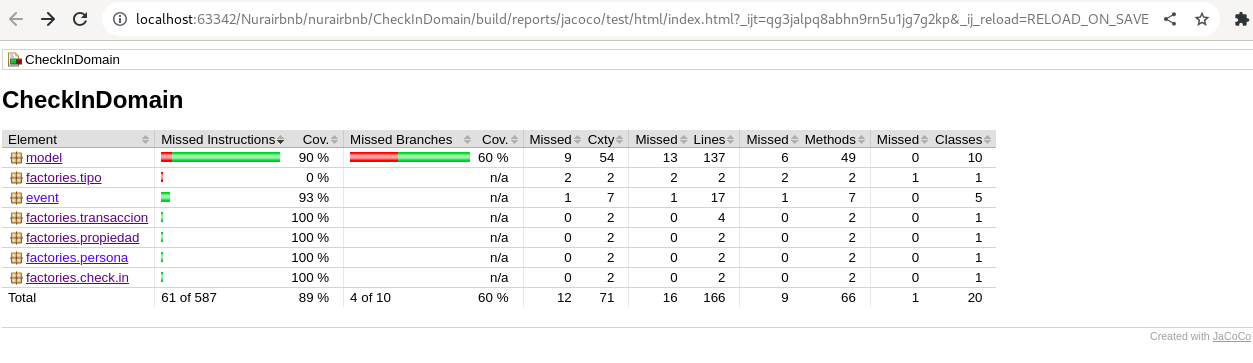 localhost:63342/Nurairbnb/nurairbnb/CheckInDomain/build/reports/jacoco/test/html/index.html?_ijt=qg3jalpq8abhn9rn5u1jg7g2kp&_ij_reload=RELOAD_ON_SAVE
CheckInDomain
CheckInDomain
Element Missed Instructions Cov. Missed Branches Cov. Missed Cxty Missed Lines Missed Methods Missed Classes
model 90 % 60 % 9 54 13 137 6 49 0 10
factories.tipo 0 % n/a 2 2 2 2 2 2 1 1
event 93 % n/a 1 7 1 17 1 7 0 5
factories.transaccion 100 % n/a 0 2 0 4 0 2 0 1
factories.propiedad 100 % n/a 0 2 0 2 0 2 0 1
factories.persona 100 % n/a 0 2 0 2 0 2 0 1
factories.check.in 100 % n/a 0 2 0 2 0 2 0 1
Total 61 of 587 89 % 4 of 10 60 % 12 71 16 166 9 66 1 20
Created with JaCoCo